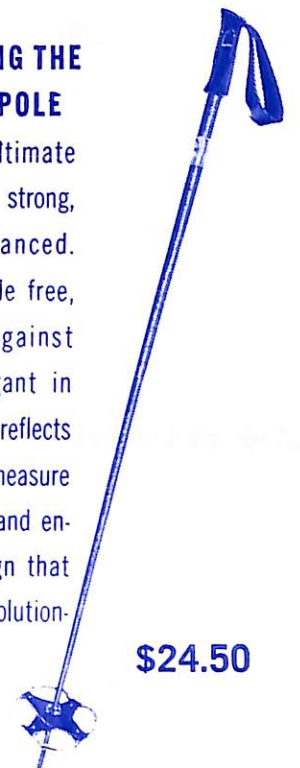 NG THE
POLE
ltimate
strong,
anced.
le free,
gainst
gant in
reflects
neasure
and en-
gn that
olution-
$24.50